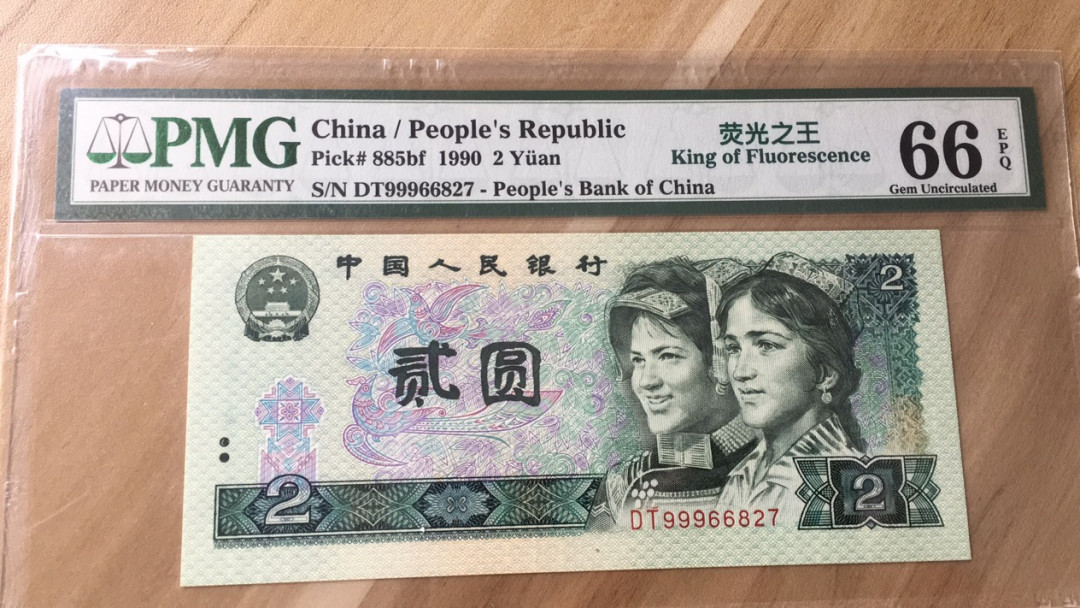 PMG
PAPER MONEY GUARANTY
China / People's Republic
Pick# 885bf 1990 2 Yüan
S/N DT99966827 - People's Bank of China
荧光之王
King of Fluorescence
66
EPQ
Gem Uncirculated
中国人民银行
2
贰圆
2
DT99966827
2